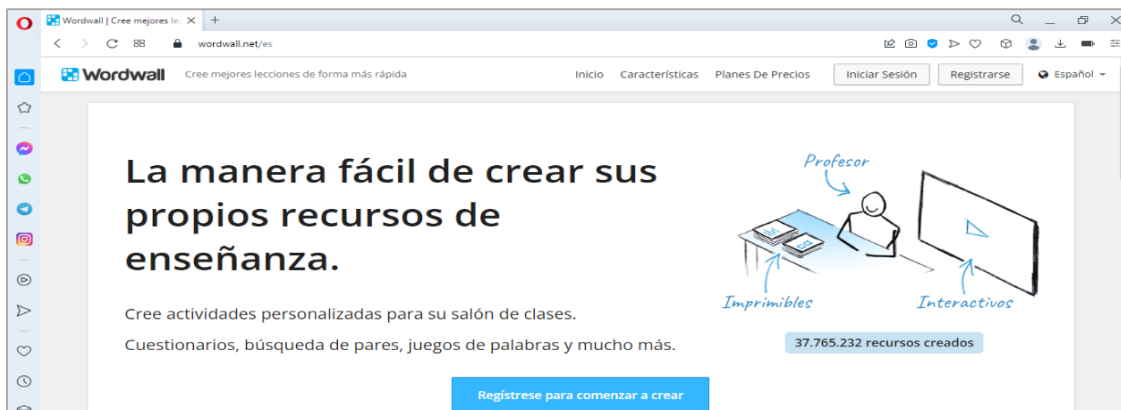 Wordwall | Cree mejores le
wordwall.net/es
Wordwall
Cree mejores lecciones de forma más rápida
Inicio
Características
Planes De Precios
Iniciar Sesión
Registrarse
Español
La manera fácil de crear sus
propios recursos de
enseñanza.
Profesor
Imprimibles
Interactivos
Cree actividades personalizadas para su salón de clases.
Cuestionarios, búsqueda de pares, juegos de palabras y mucho más.
37.765.232 recursos creados
Regístrese para comenzar a crear